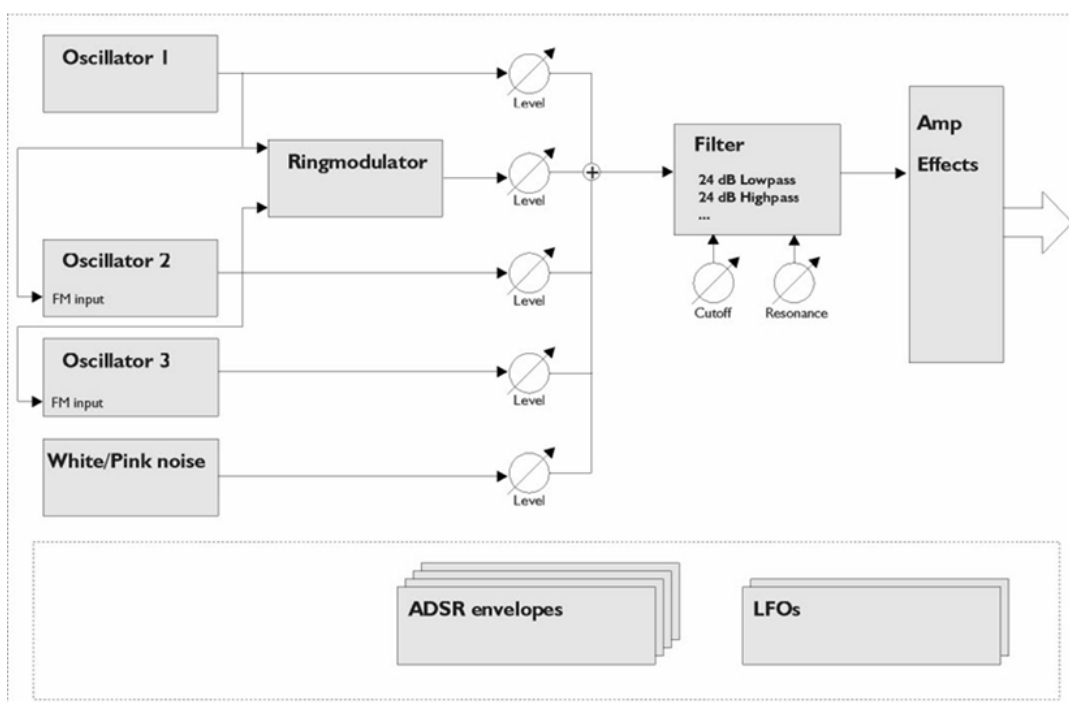 Oscillator 1
Level
Ringmodulator
Level
Oscillator 2
FM input
Level
Oscillator 3
FM input
Level
White/Pink noise
Level
Filter
24 dB Lowpass
24 dB Highpass
...
Cutoff
Resonance
Amp
Effects
ADSR envelopes
LFOs